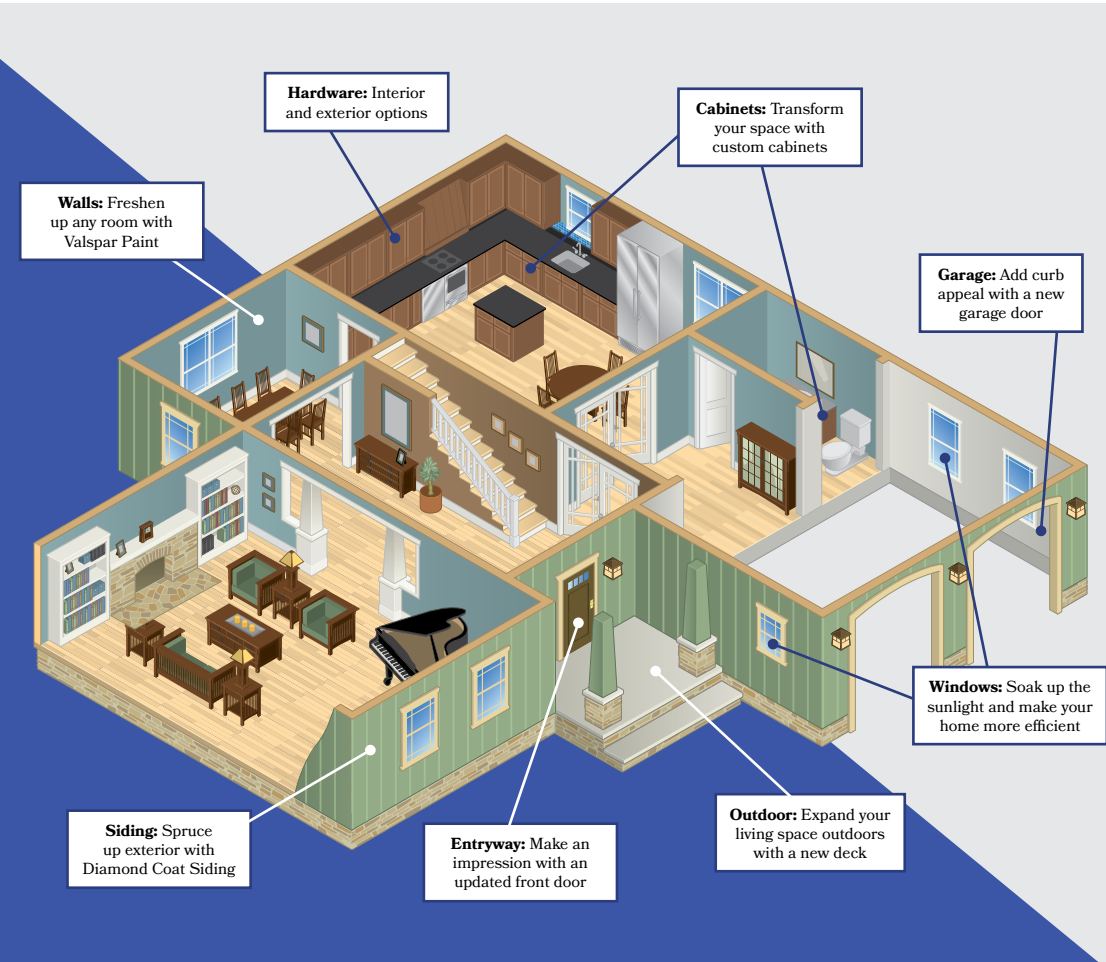 Hardware: Interior
and exterior options
Cabinets: Transform
your space with
custom cabinets
Walls: Freshen
up any room with
Valspar Paint
Garage: Add curb
appeal with a new
garage door
Windows: Soak up the
sunlight and make your
home more efficient
Outdoor: Expand your
living space outdoors
with a new deck
Siding: Spruce
up exterior with
Diamond Coat Siding
Entryway: Make an
impression with an
updated front door